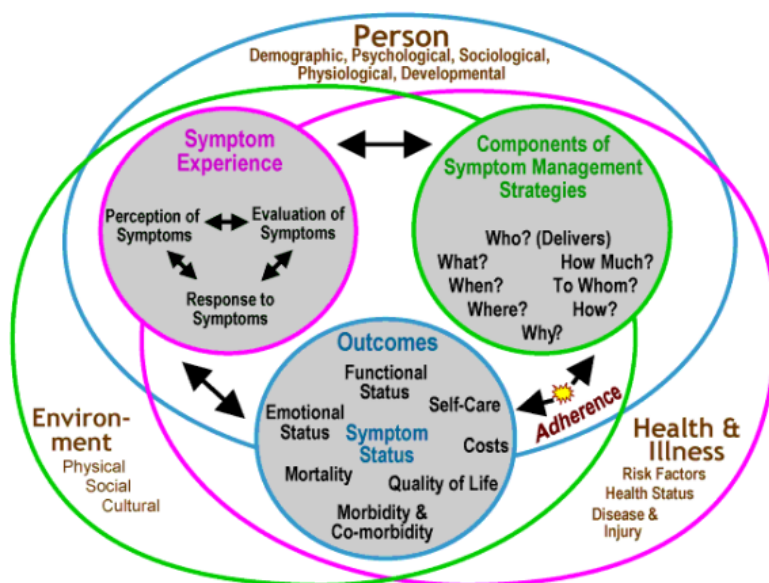 Person
Demographic, Psychological, Sociological,
Physiological, Developmental
Symptom
Experience
Perception of
Symptoms
Evaluation of
Symptoms
Response to
Symptoms
Components of
Symptom Management
Strategies
Who? (Delivers)
What?
How Much?
When?
To Whom?
Where?
How?
Why?
Outcomes
Functional
Status
Emotional
Status
Self-Care
Symptom
Status
Costs
Mortality
Quality of Life
Morbidity &
Co-morbidity
Adherence
Environ-
ment
Physical
Social
Cultural
Health &
Illness
Risk Factors
Health Status
Disease &
Injury